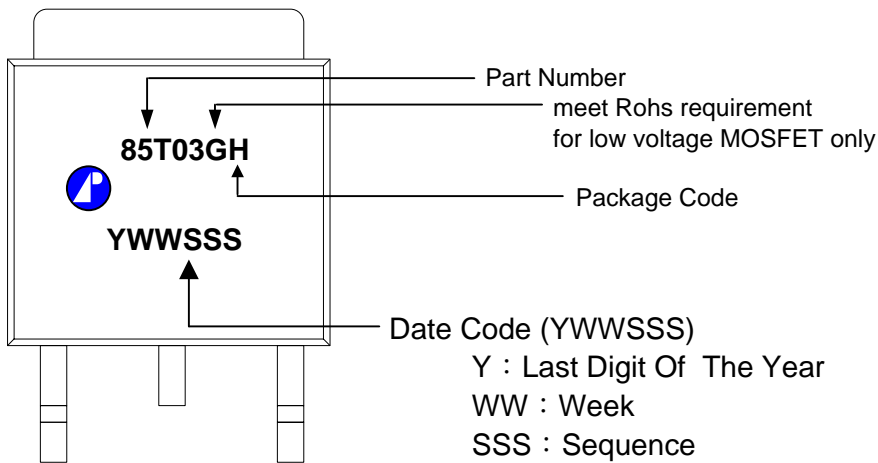 Part Number
meet Rohs requirement
for low voltage MOSFET only
85T03GH
Package Code
YWWSSS
Date Code (YWWSSS)
Y：Last Digit Of The Year
WW：Week
SSS：Sequence